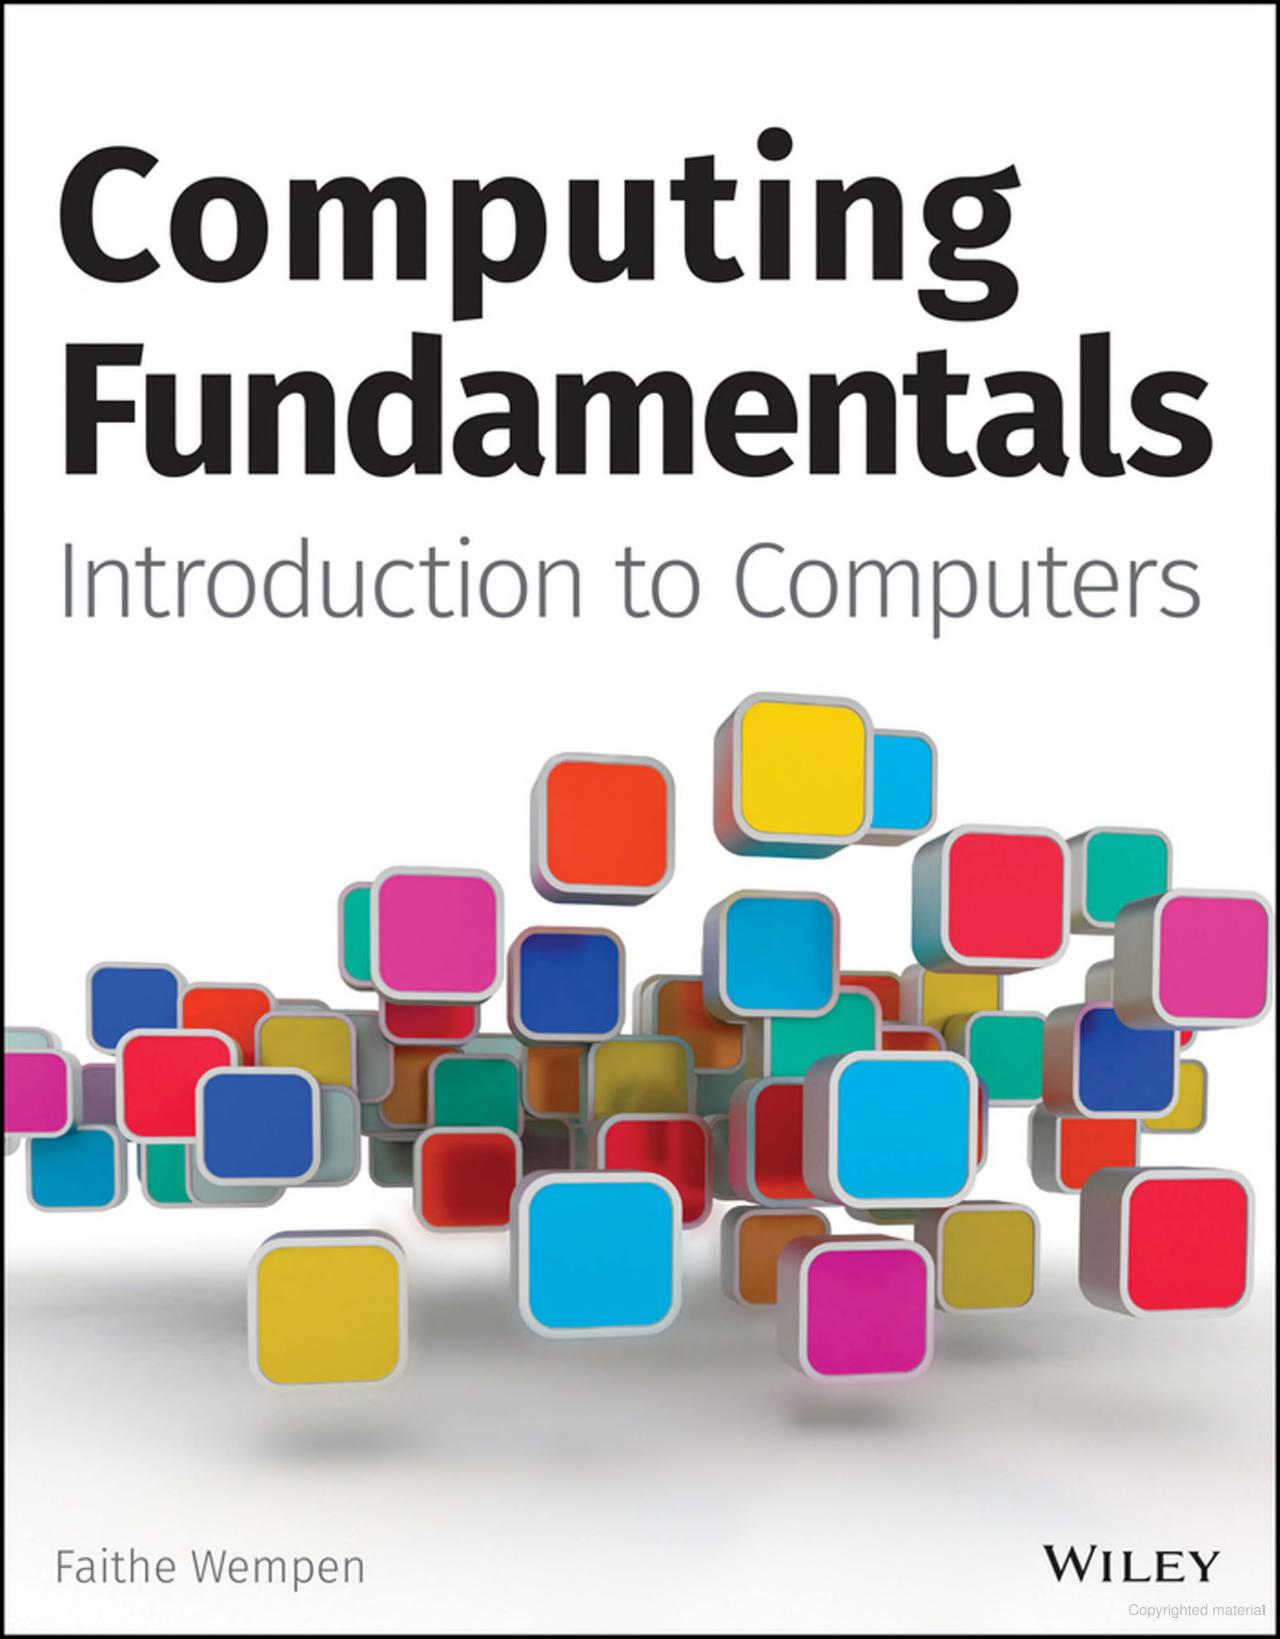 Computing
Fundamentals
Introduction to Computers
Faithe Wempen
WILEY
Copyrighted material